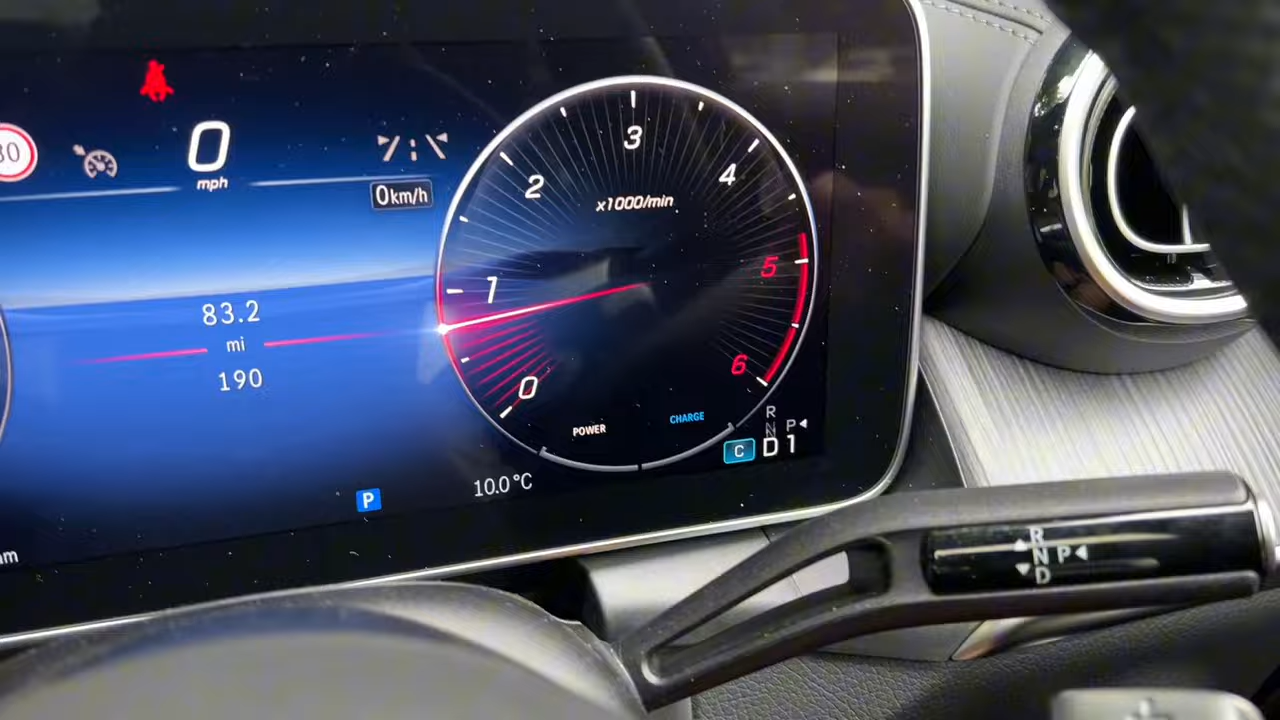 0
mph
0km/h
83.2
mi
190
3
2
4
x1000/min
1
5
0
6
POWER
CHARGE
R
N P
C D1
10.0°C
P
R
N P
D